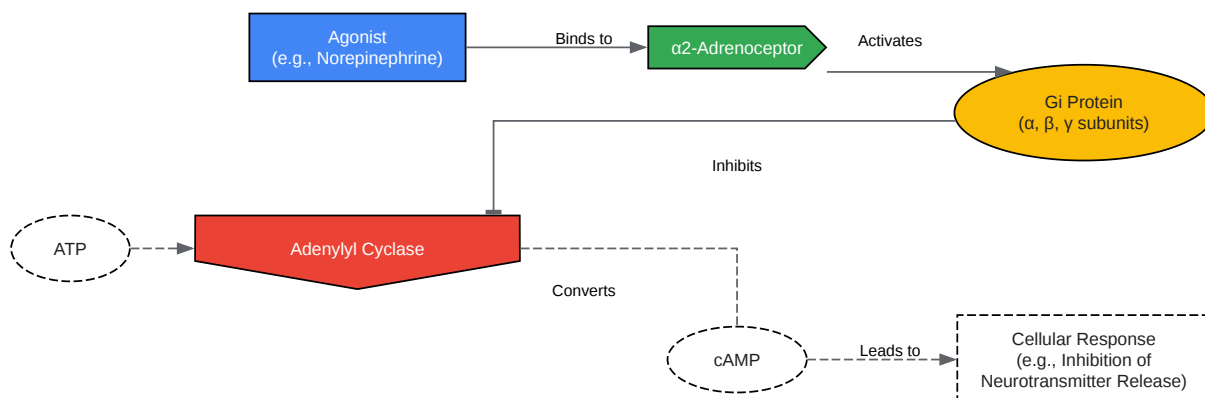 Agonist
(e.g., Norepinephrine)
Binds to
α2-Adrenoceptor
Activates
Gi Protein
(α, β, γ subunits)
Inhibits
ATP
Adenylyl Cyclase
Converts
cAMP
Leads to
Cellular Response
(e.g., Inhibition of
Neurotransmitter Release)